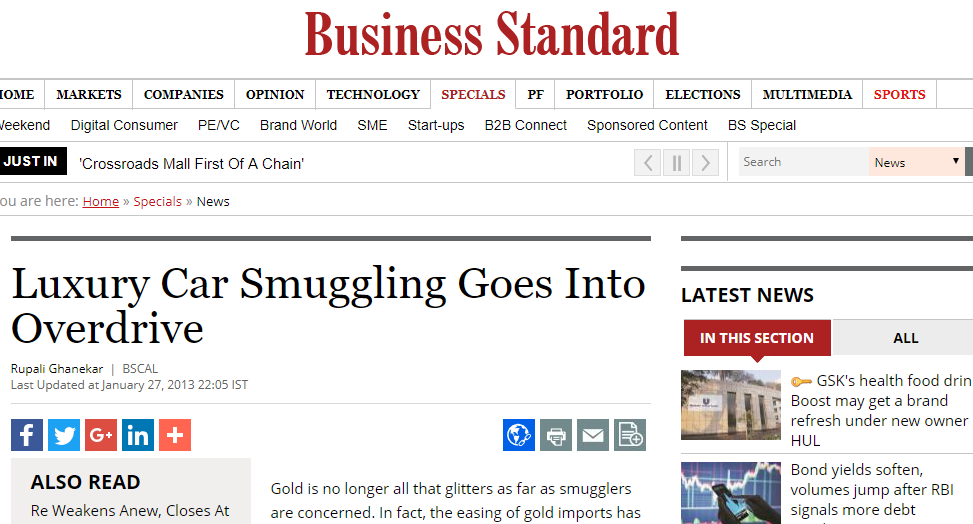 Business Standard
HOME MARKETS COMPANIES OPINION TECHNOLOGY SPECIALS PF PORTFOLIO ELECTIONS MULTIMEDIA SPORTS
Weekend Digital Consumer PE/VC Brand World SME Start-ups B2B Connect Sponsored Content BS Special
JUST IN 'Crossroads Mall First Of A Chain'
Search News
You are here: Home » Specials » News
Luxury Car Smuggling Goes Into
Overdrive
Rupali Ghanekar | BSCAL
Last Updated at January 27, 2013 22:05 IST
ALSO READ
Re Weakens Anew, Closes At
Gold is no longer all that glitters as far as smugglers
are concerned. In fact, the easing of gold imports has
LATEST NEWS
IN THIS SECTION ALL
GSK's health food drin
Boost may get a brand
refresh under new owner
HUL
Bond yields soften,
volumes jump after RBI
signals more debt